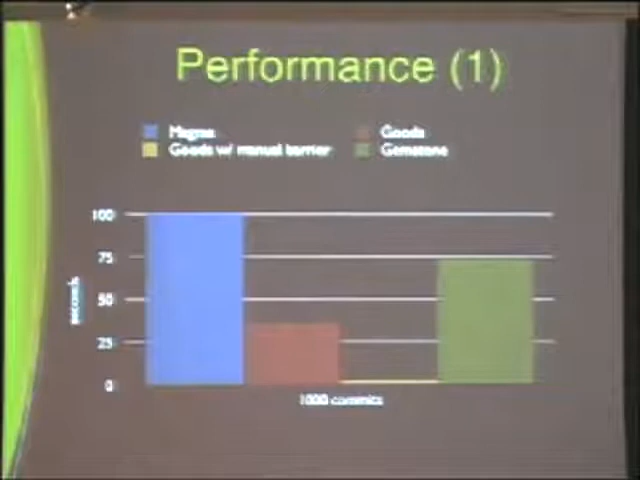 Performance (1)
Magma Goods
Goods w/ manual barrier Gemstone
100
75
50
25
0
seconds
1000 commits